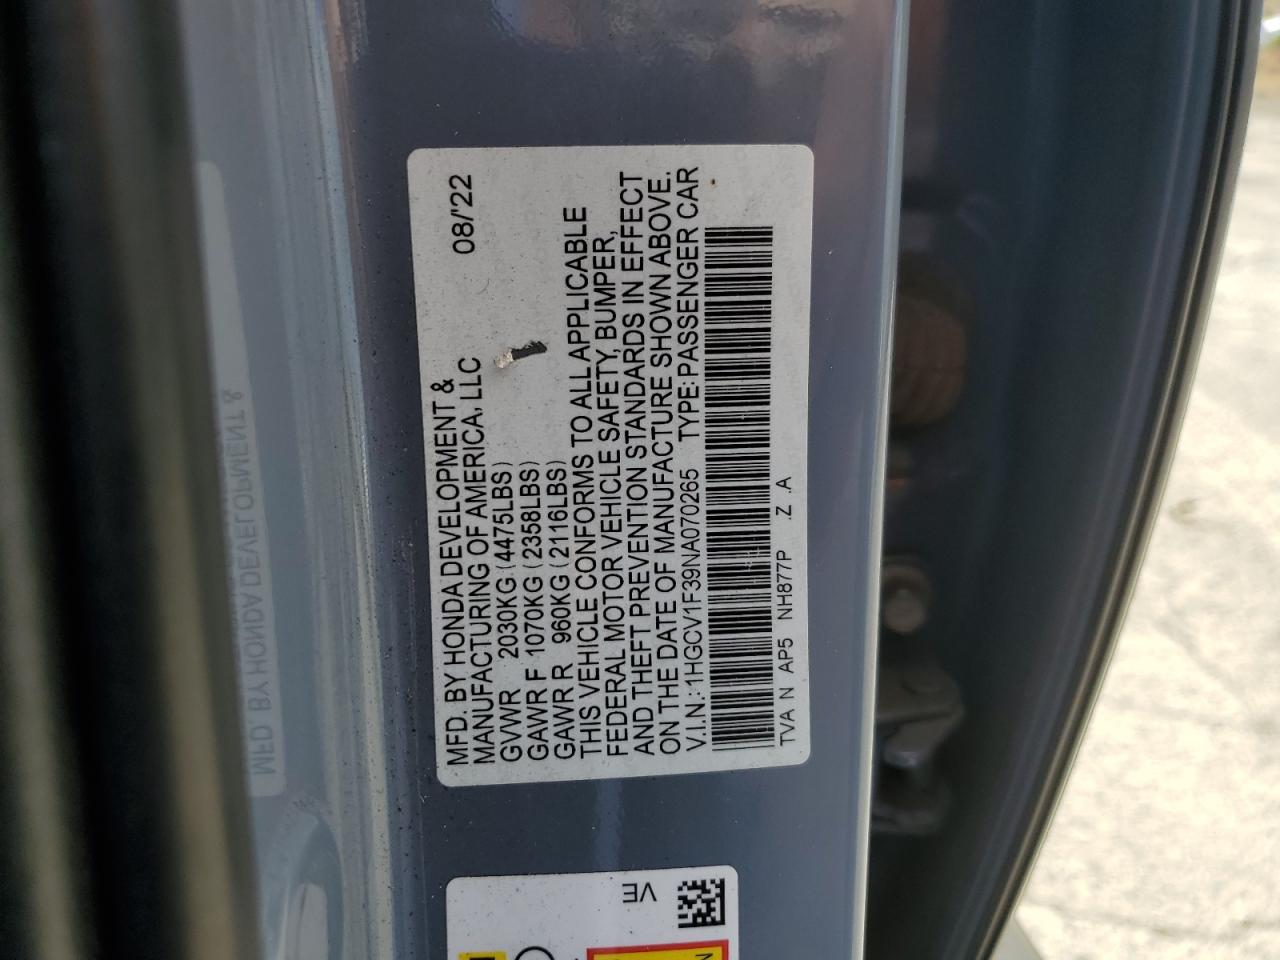 MFD. BY HONDA DEVELOPMENT &
MANUFACTURING OF AMERICA, LLC 08/'22
GVWR 2030KG (4475LBS)
GAWR F 1070KG (2358LBS)
GAWR R 960KG (2116LBS)
THIS VEHICLE CONFORMS TO ALL APPLICABLE
FEDERAL MOTOR VEHICLE SAFETY, BUMPER,
AND THEFT PREVENTION STANDARDS IN EFFECT
ON THE DATE OF MANUFACTURE SHOWN ABOVE.
V.I.N.: 1HGCV1F39NA070265 TYPE: PASSENGER CAR
TVA N AP5 NH877P .Z .A
VE
MFD. BY HONDA DEVELOPMENT &